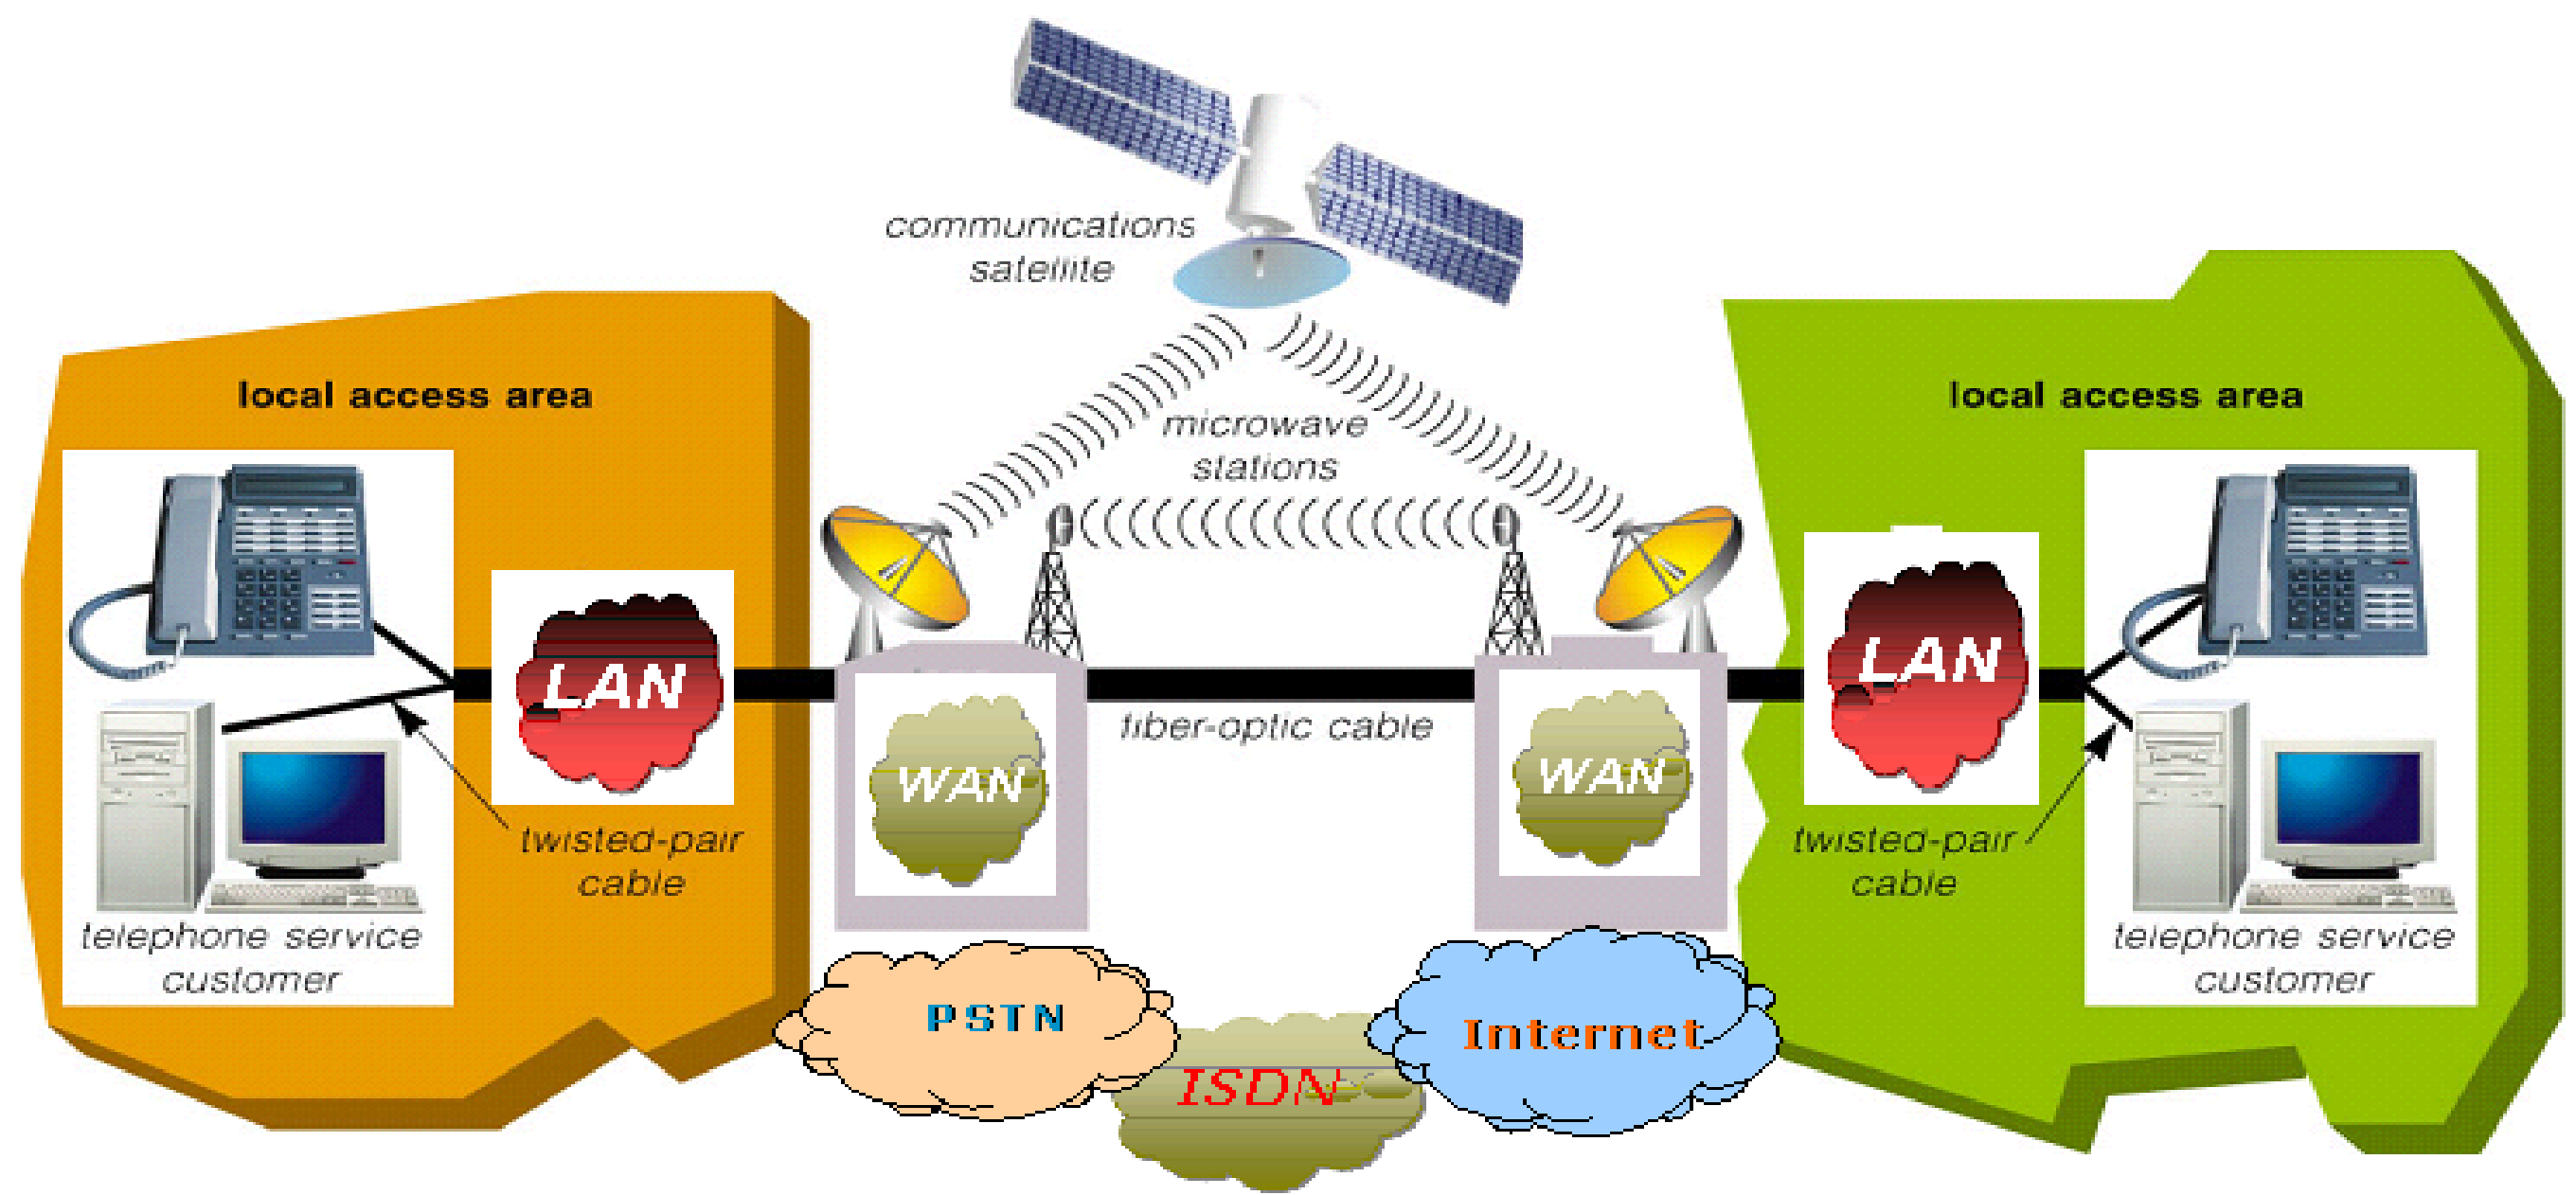 communications
satellite
local access area
local access area
microwave
stations
LAN
LAN
fiber-optic cable
WAN
WAN
twisted-pair
cable
twisted-pair
cable
telephone service
customer
telephone service
customer
PSTN
Internet
ISDN